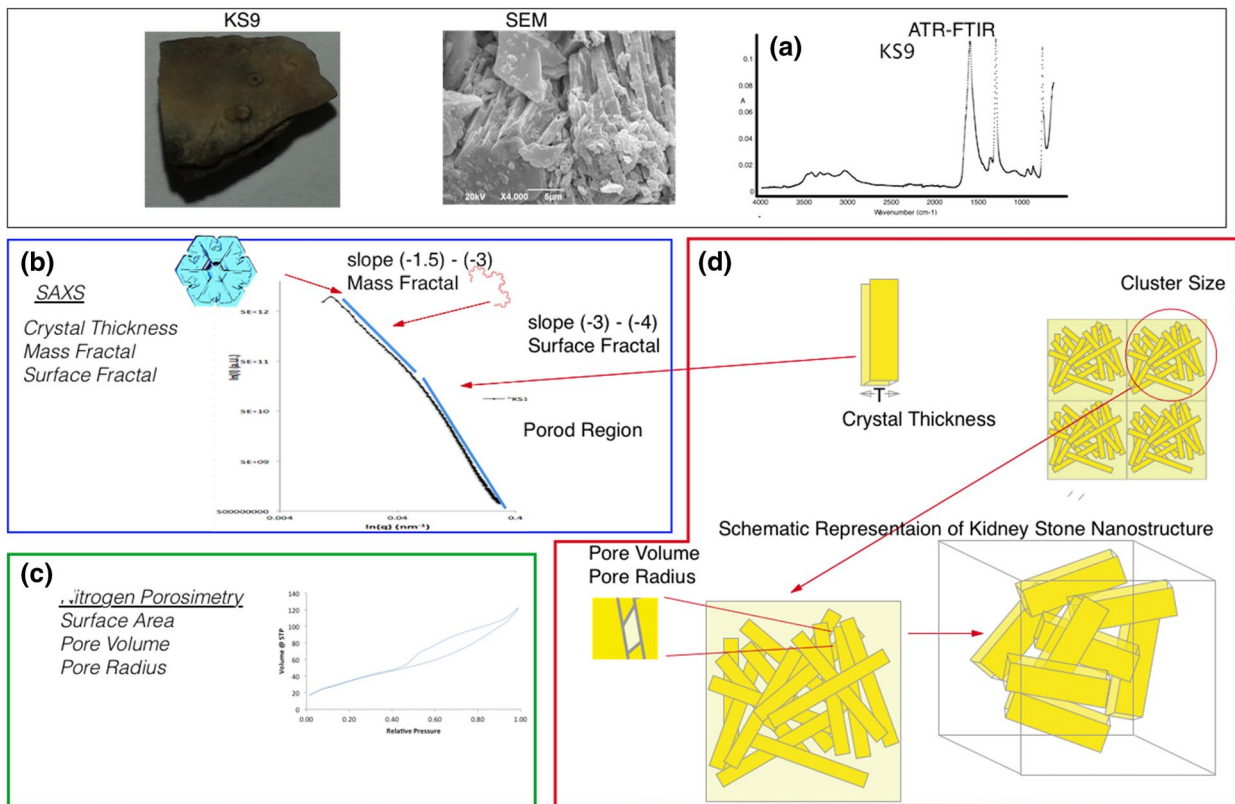 KS9
SEM
20kV X4,000 5µm
(a)
ATR-FTIR
KS9
0.1
0.08
A
0.06
0.04
0.02
0
4000 3500 3000 2500 2000 1500 1000
Wavenumber (cm-1)
(b)
SAXS
Crystal Thickness
Mass Fractal
Surface Fractal
slope (-1.5) - (-3)
Mass Fractal
slope (-3) - (-4)
Surface Fractal
Porod Region
5E+12
5E+11
5E+10
5E+09
500000000
ln(I) (a.u.)
"KS1
0.004 0.04 0.4
ln(q) (nm⁻¹)
(c)
Nitrogen Porosimetry
Surface Area
Pore Volume
Pore Radius
Volume @ STP
140
120
100
80
60
40
20
0
0.00 0.20 0.40 0.60 0.80 1.00
Relative Pressure
(d)
T
Crystal Thickness
Cluster Size
Schematic Representaion of Kidney Stone Nanostructure
Pore Volume
Pore Radius